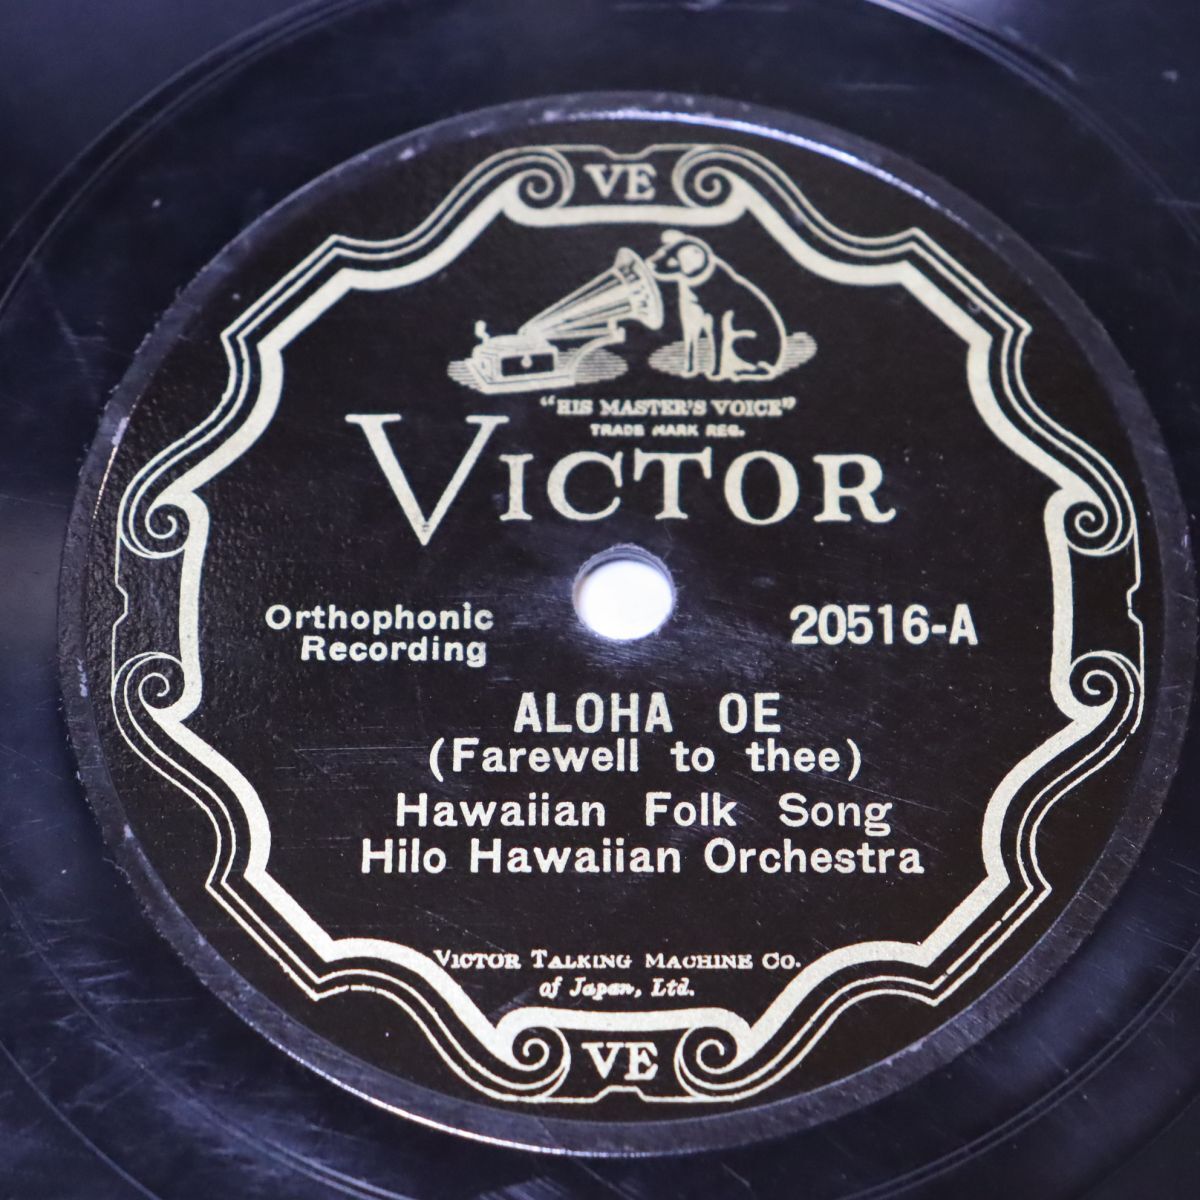 VE
"HIS MASTER'S VOICE"
TRADE MARK REG.
VICTOR
Orthophonic
Recording
20516-A
ALOHA OE
(Farewell to thee)
Hawaiian Folk Song
Hilo Hawaiian Orchestra
VICTOR TALKING MACHINE CO.
of Japan, Ltd.
VE